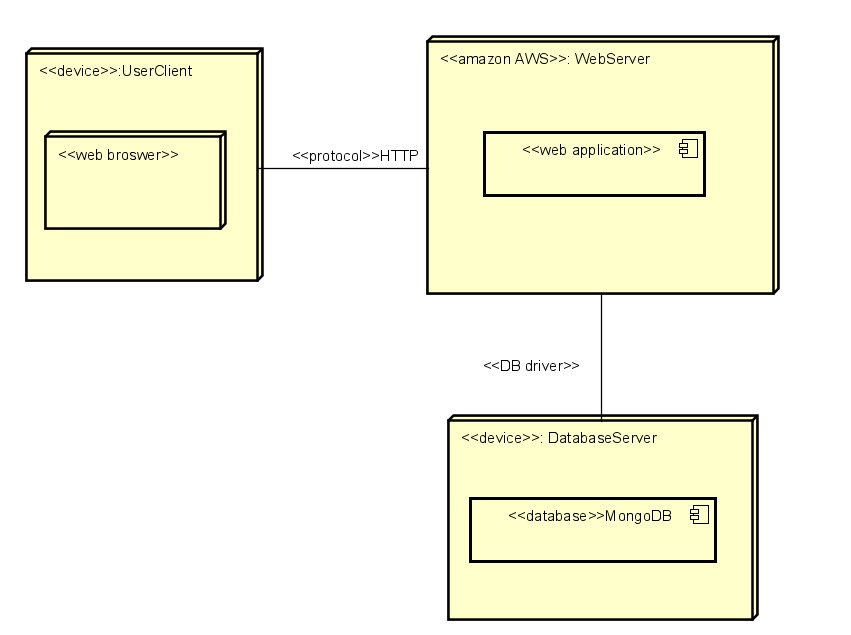 <<device>>:UserClient
<<web broswer>>
<<protocol>>HTTP
<<amazon AWS>>: WebServer
<<web application>>
<<DB driver>>
<<device>>: DatabaseServer
<<database>>MongoDB